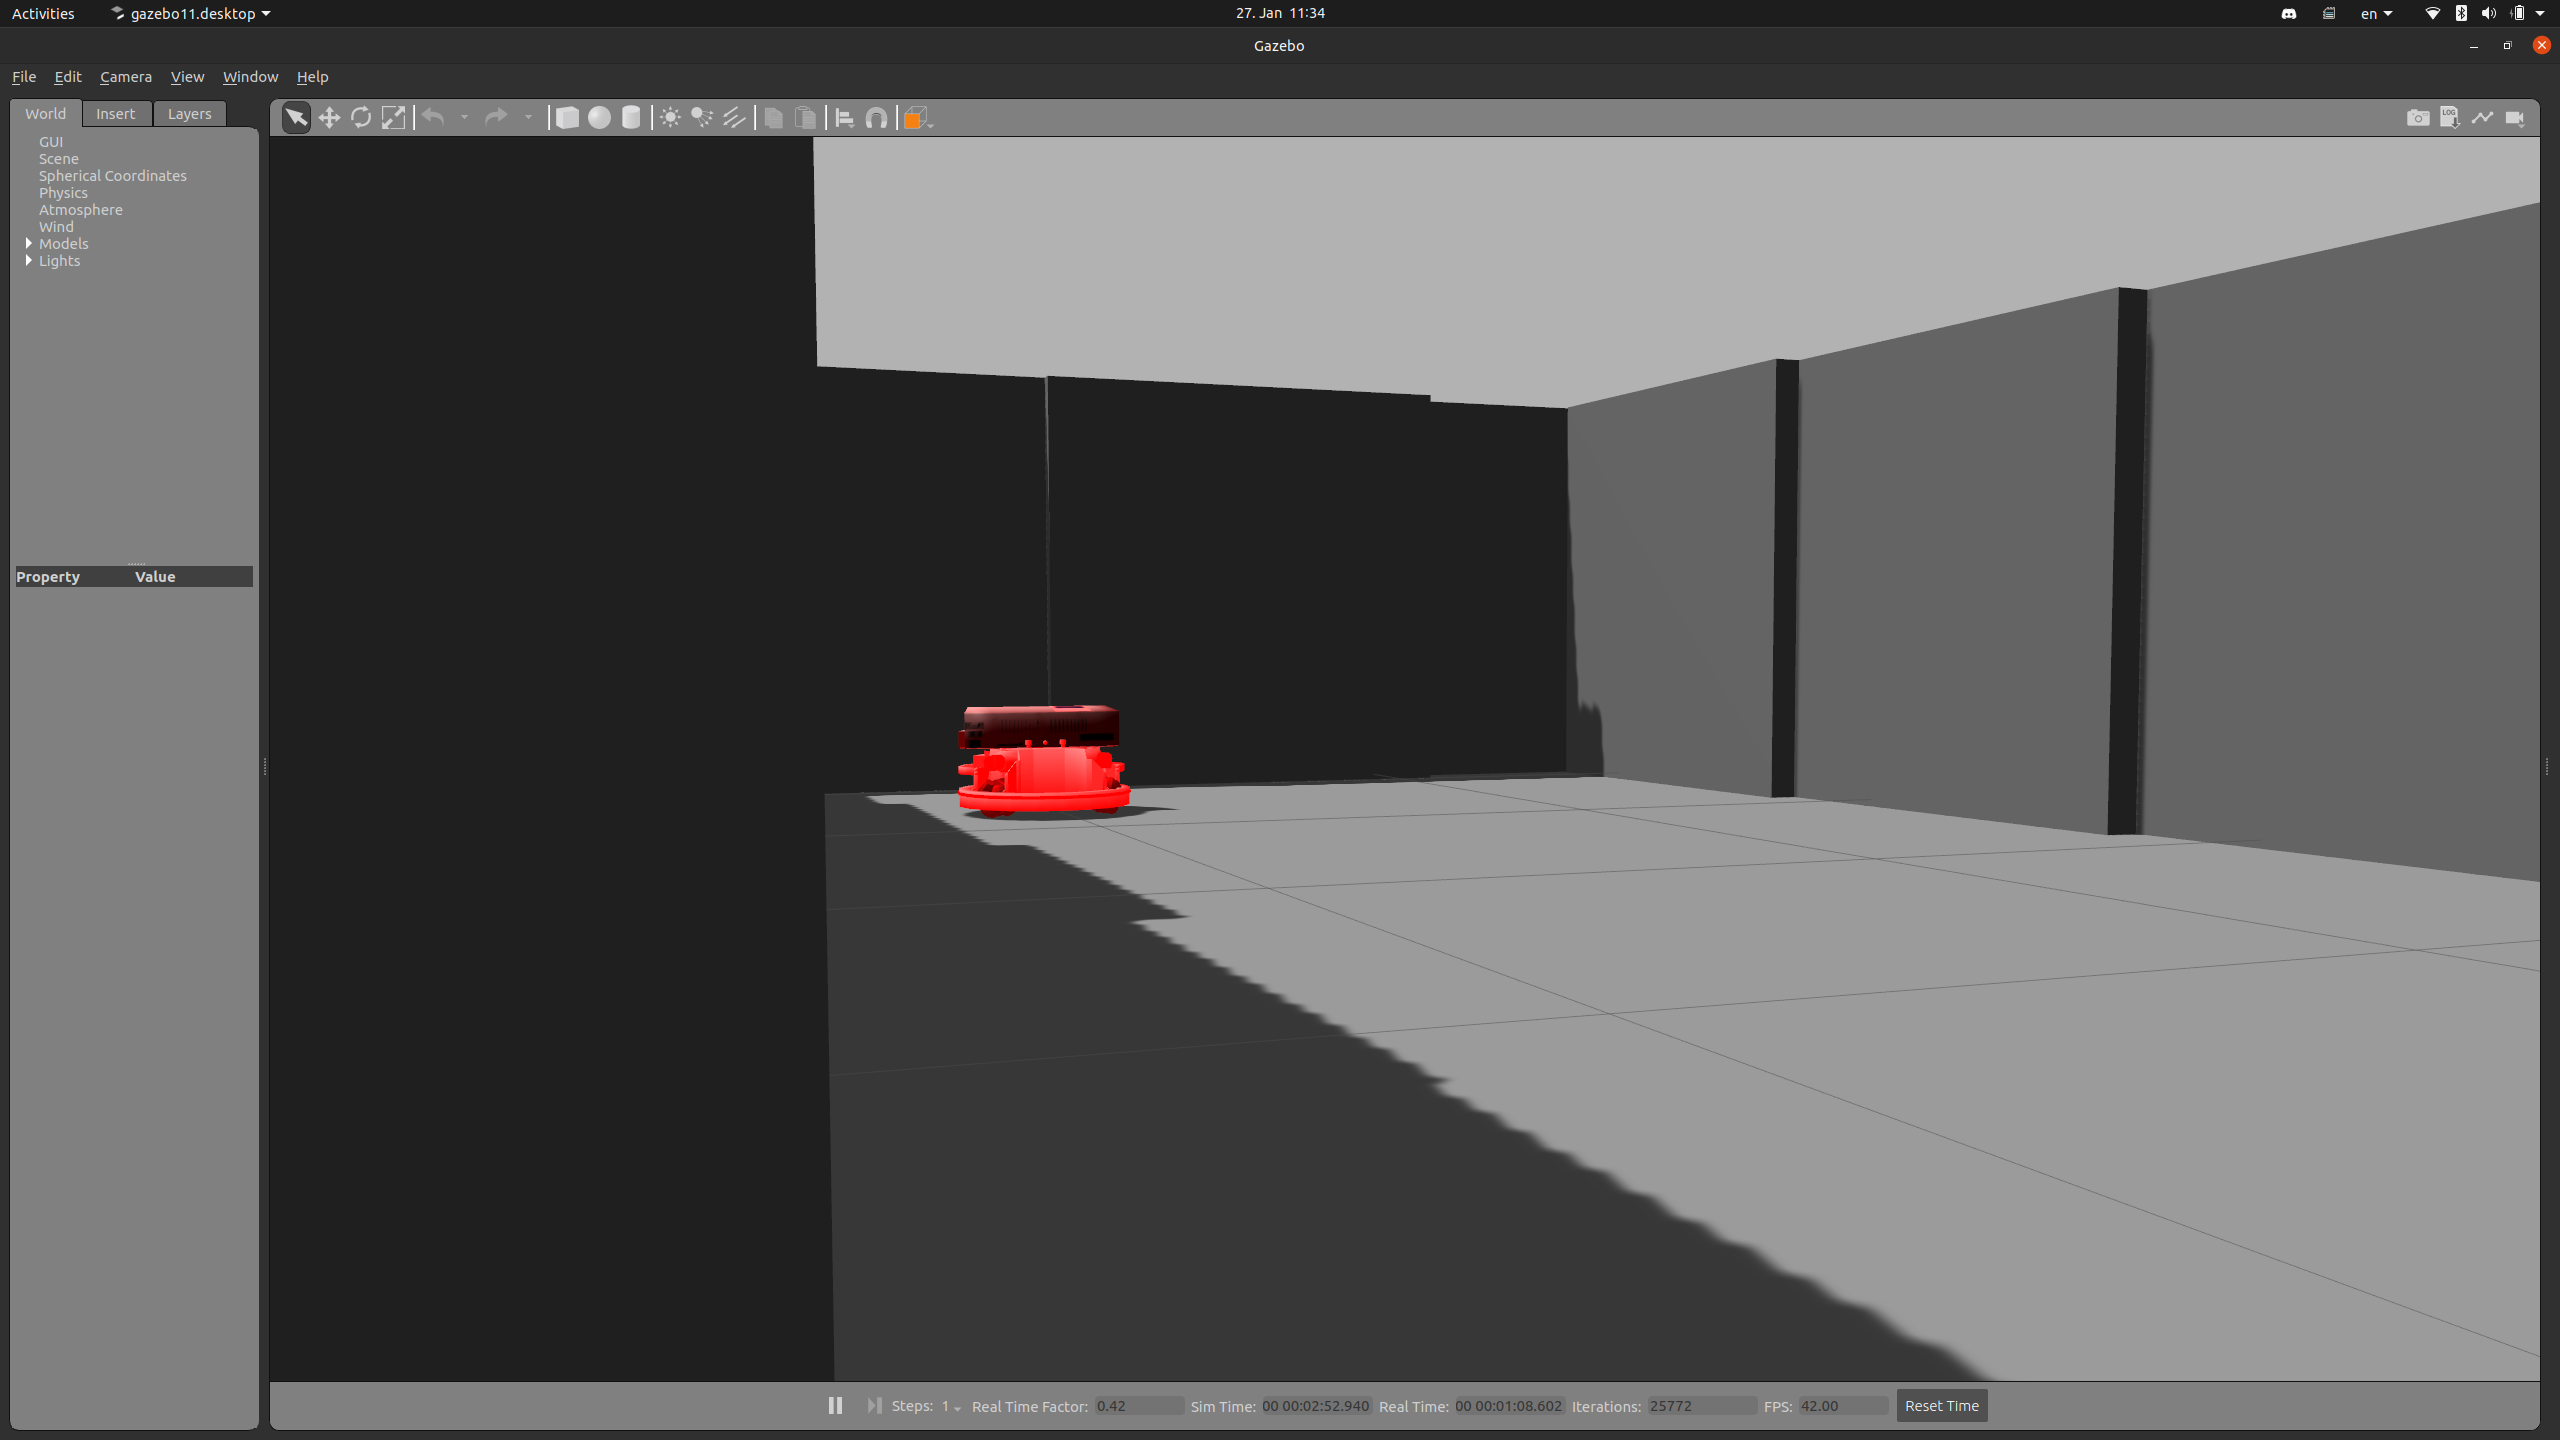 Activities gazebo11.desktop 27. Jan 11:34 en
Gazebo
File Edit Camera View Window Help
World Insert Layers
LOG
GUI
Scene
Spherical Coordinates
Physics
Atmosphere
Wind
Models
Lights
Property Value
Steps: 1 Real Time Factor: 0.42 Sim Time: 00 00:02:52.940 Real Time: 00 00:01:08.602 Iterations: 25772 FPS: 42.00 Reset Time